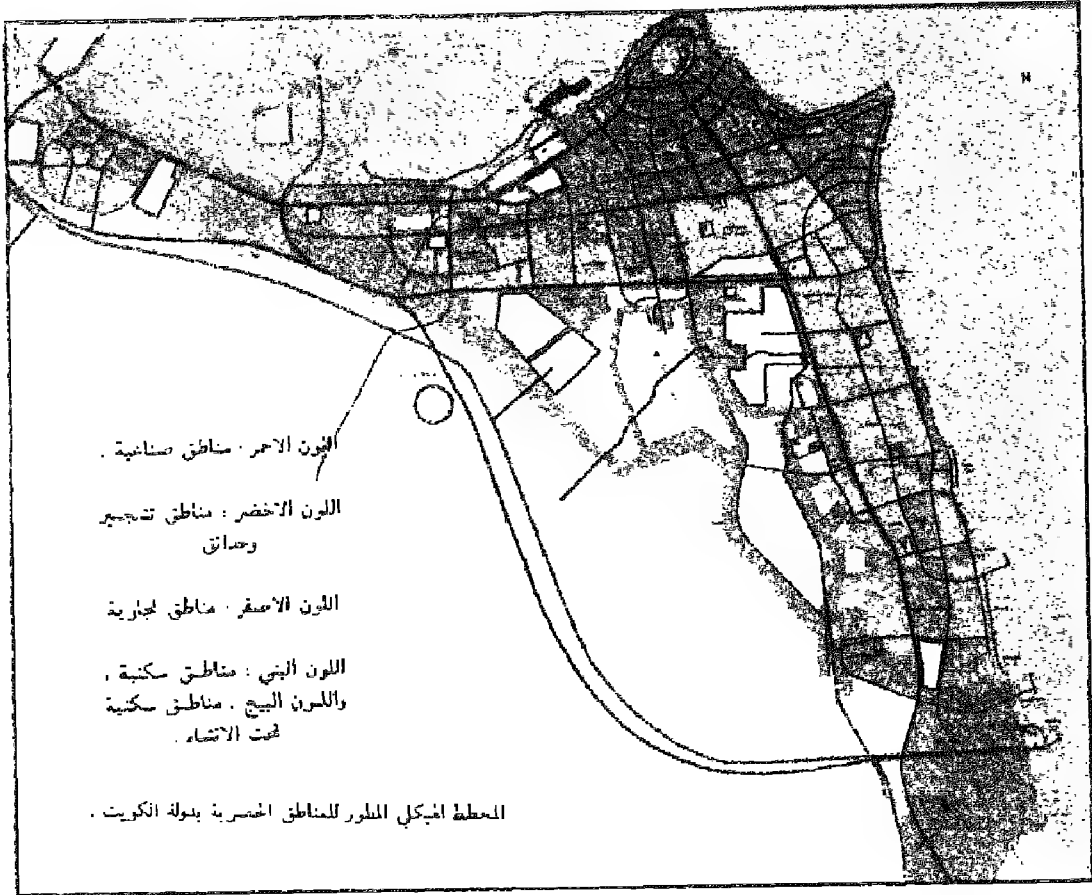 N
اللون الاحمر . مناطق صناعية .
اللون الاخضر : مناطق تشجير
وحدائق
اللون الاصفر . مناطق تجارية
اللون البني : مناطق سكنية ،
واللون البيج . مناطق سكنية
تحت الانشاء .
المخطط الهيكلي المطور للمناطق الحضرية بدولة الكويت .